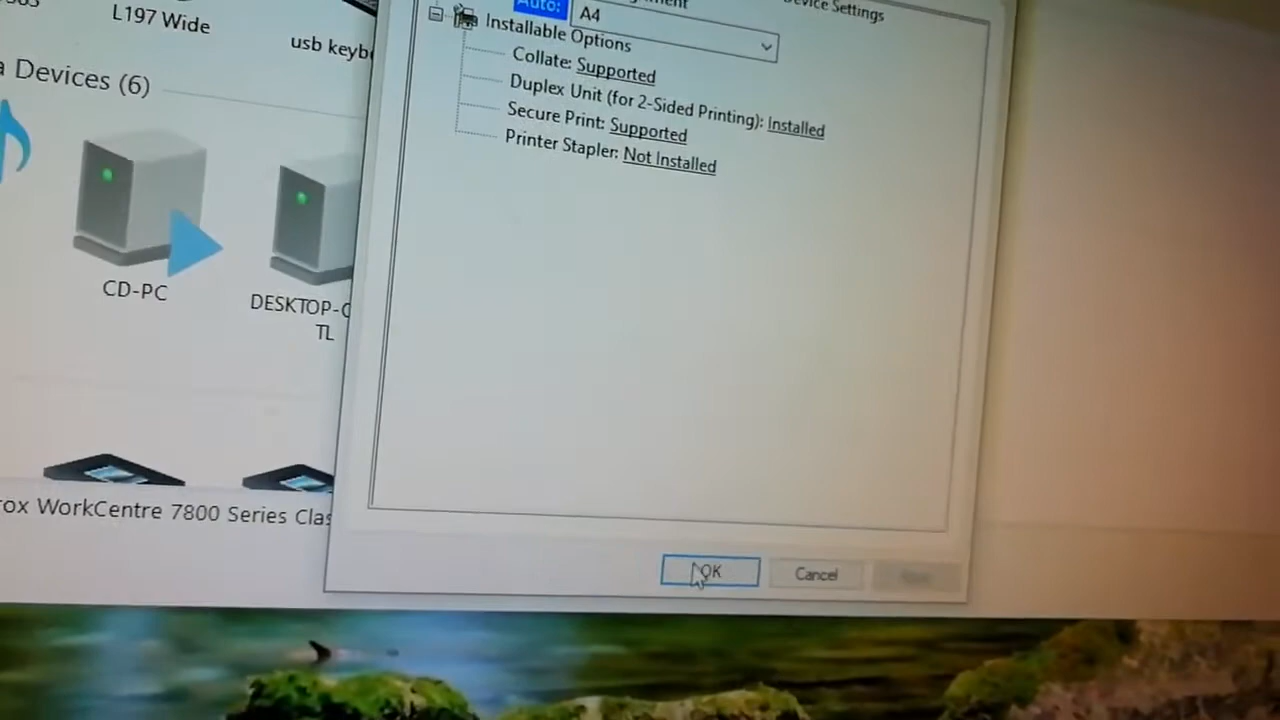 L197 Wide
usb keyb
Devices (6)
CD-PC
DESKTOP-
TL
ox WorkCentre 7800 Series Clas
Device Settings
Auto: A4
Installable Options
Collate: Supported
Duplex Unit (for 2-Sided Printing): Installed
Secure Print: Supported
Printer Stapler: Not Installed
OK
Cancel